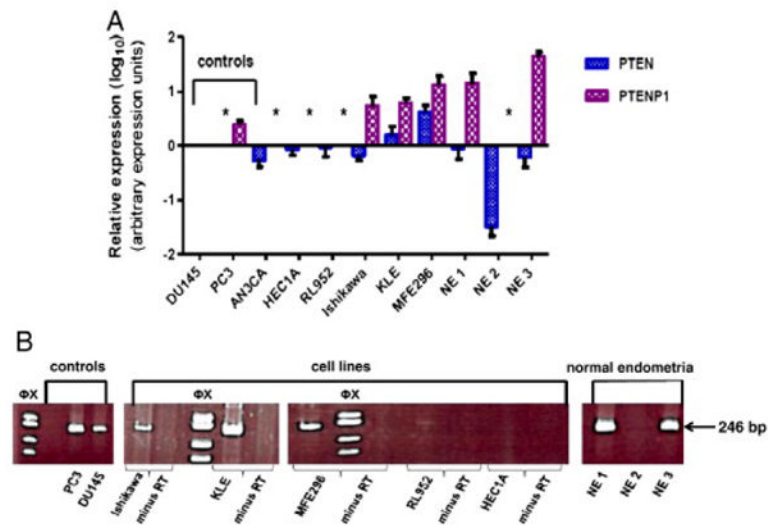 A
Relative expression (log10)
(arbitrary expression units)
2
1
0
-1
-2
controls
* * * * *
PTEN
PTENP1
DU145
PC3
AN3CA
HEC1A
RL952
Ishikawa
KLE
MFE296
NE 1
NE 2
NE 3
B
controls
cell lines
normal endometria
ΦX
ΦX
ΦX
246 bp
PC3
DU145
Ishikawa
minus RT
KLE
minus RT
MFE296
minus RT
RL952
minus RT
HEC1A
minus RT
NE 1
NE 2
NE 3